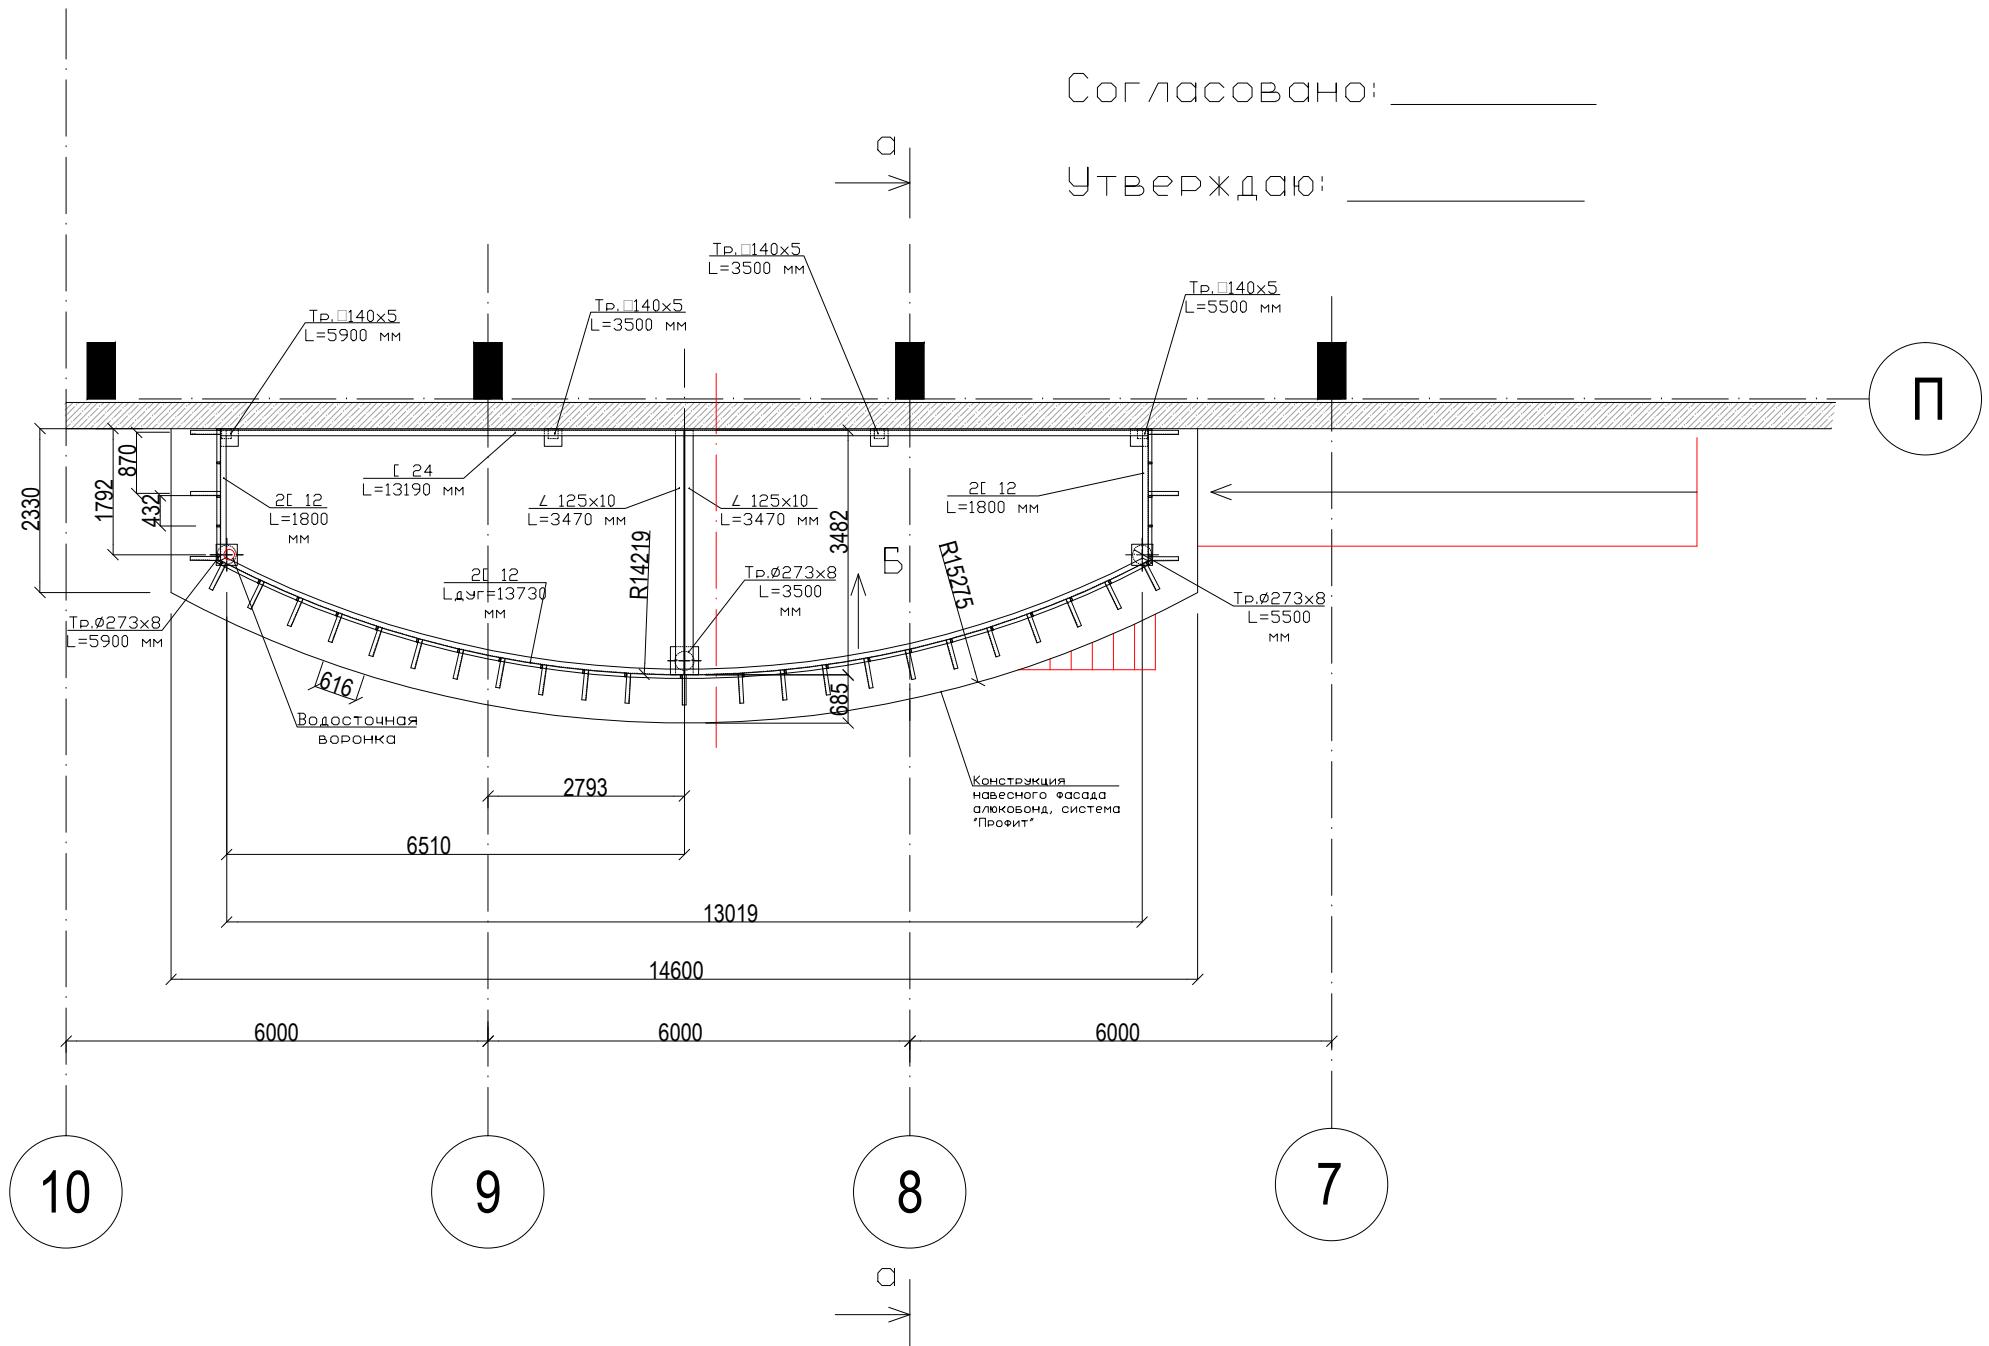 Согласовано:
а
Утверждаю:
Тр.□140х5
L=3500 мм
Тр.□140х5
L=5500 мм
Тр.□140х5
L=3500 мм
Тр.□140х5
L=5900 мм
П
2330
1792
870
432
[ 24
L=13190 мм
2[ 12
L=1800
мм
∠ 125х10
L=3470 мм
∠ 125х10
L=3470 мм
2[ 12
L=1800 мм
3482
R14219
Б
R15275
2[ 12
Lдуг=13730
мм
Тр.Ø273х8
L=3500
мм
Тр.Ø273х8
L=5500
мм
Тр.Ø273х8
L=5900 мм
616
685
Водосточная
воронка
Конструкция
навесного фасада
алюкобонд, система
"Профит"
2793
6510
13019
14600
6000
6000
6000
10
9
8
7
а